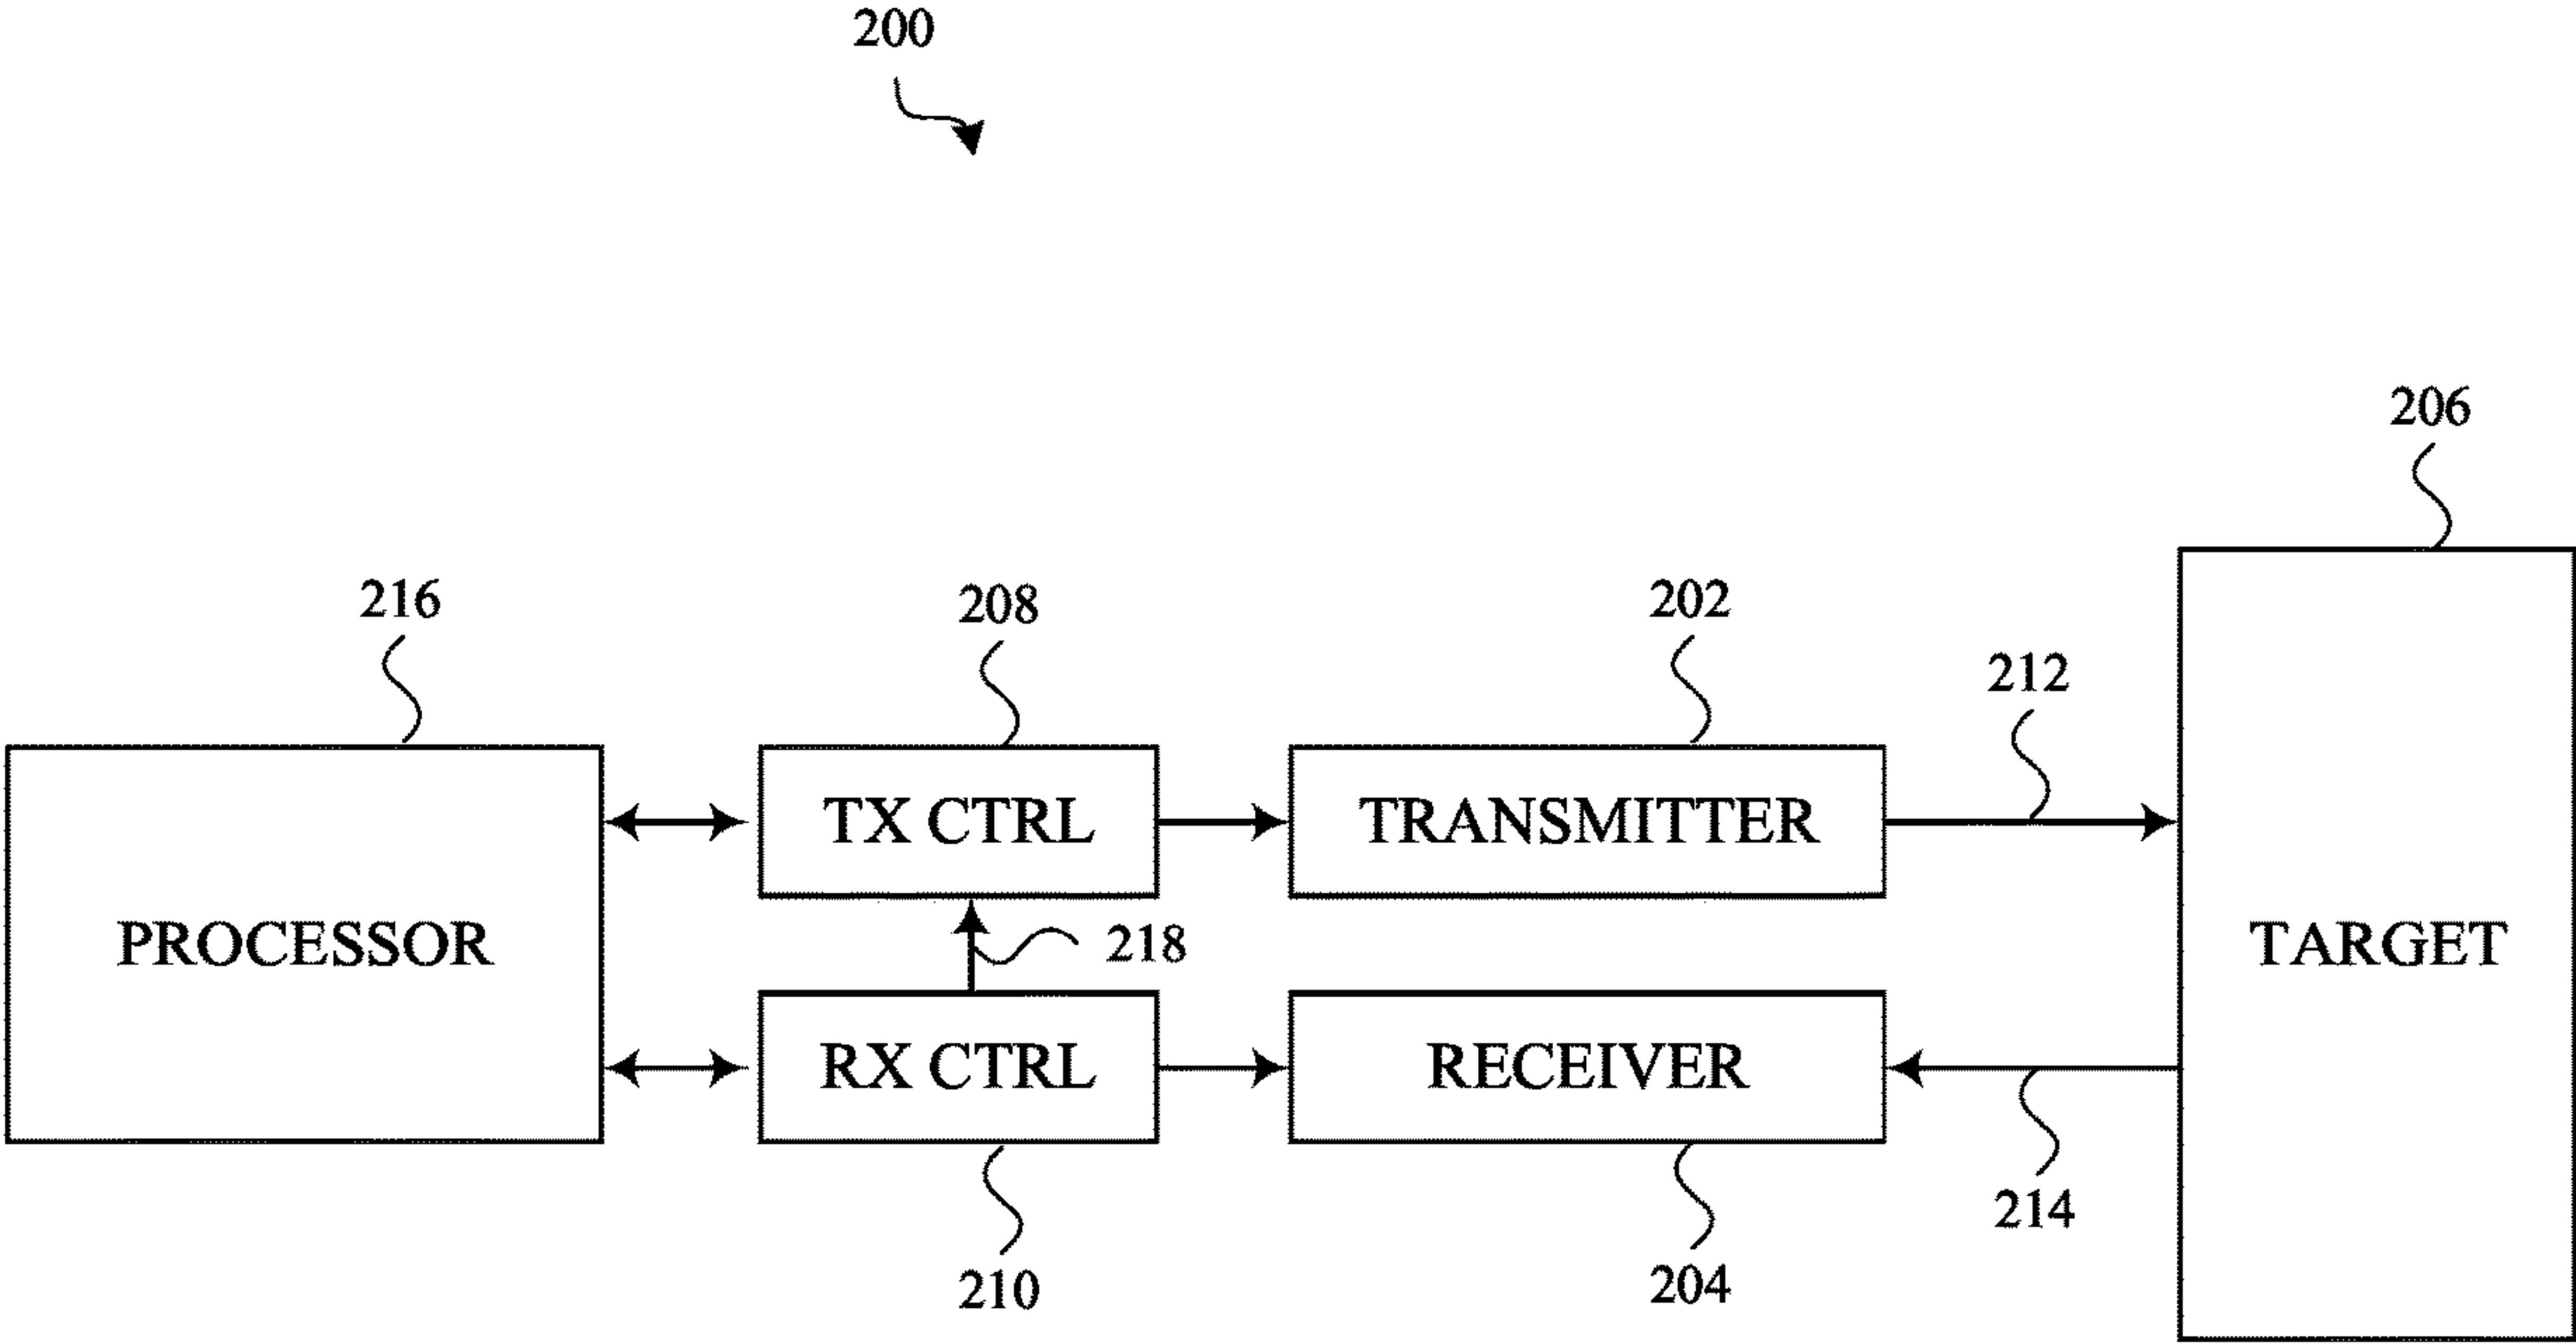 200
206
216
208
202
212
TX CTRL
TRANSMITTER
PROCESSOR
218
TARGET
RX CTRL
RECEIVER
214
210
204